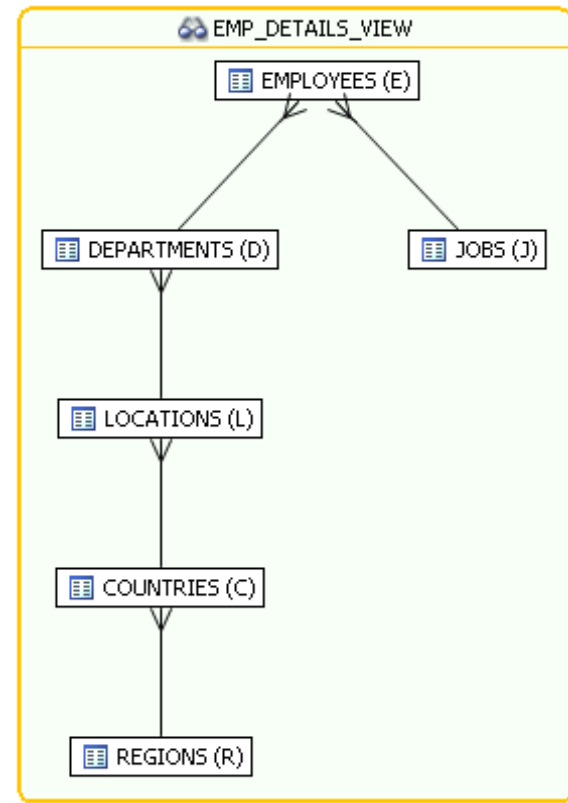 EMP_DETAILS_VIEW
EMPLOYEES (E)
DEPARTMENTS (D)
JOBS (J)
LOCATIONS (L)
COUNTRIES (C)
REGIONS (R)